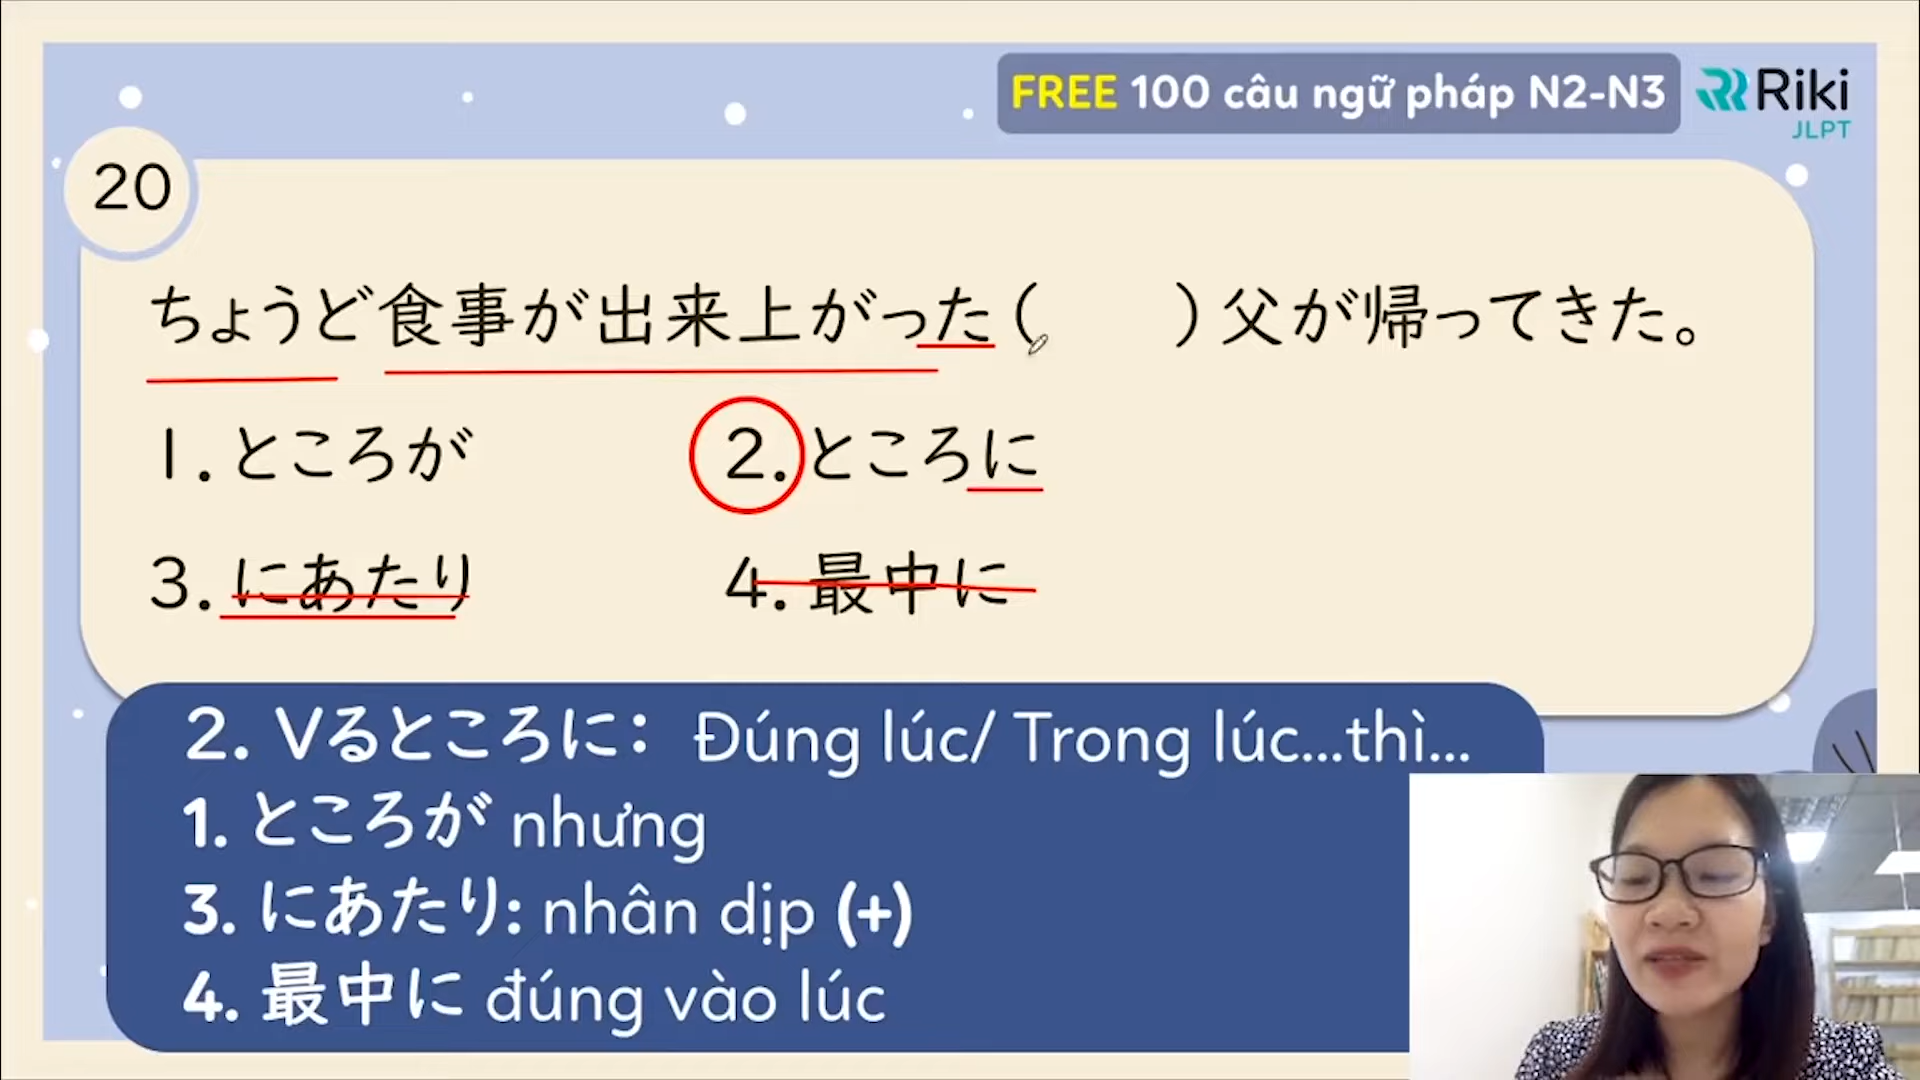 FREE 100 câu ngữ pháp N2-N3
Riki
JLPT
20
ちょうど食事が出来上がった（　　）父が帰ってきた。
1. ところが　2. ところに
3. にあたり　4. 最中に
2. Vるところに： Đúng lúc/ Trong lúc...thì...
1. ところが nhưng
3. にあたり: nhân dịp (+)
4. 最中に đúng vào lúc